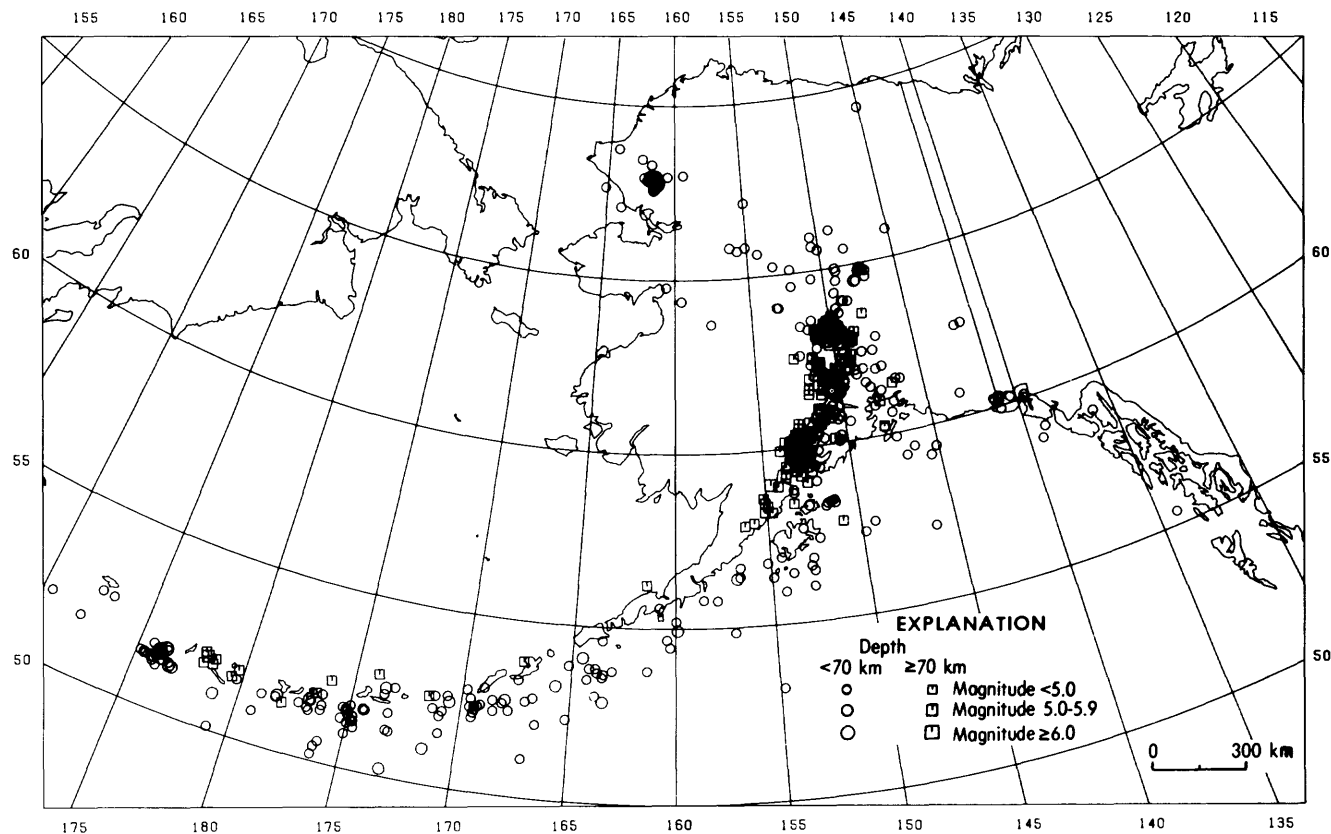 155 160 165 170 175 180 175 170 165 160 155 150 145 140 135 130 125 120 115
60 60
55 55
50 50
EXPLANATION
Depth
<70 km ≥70 km
Magnitude <5.0
Magnitude 5.0-5.9
Magnitude ≥6.0
0 300 km
175 180 175 170 165 160 155 150 145 140 135